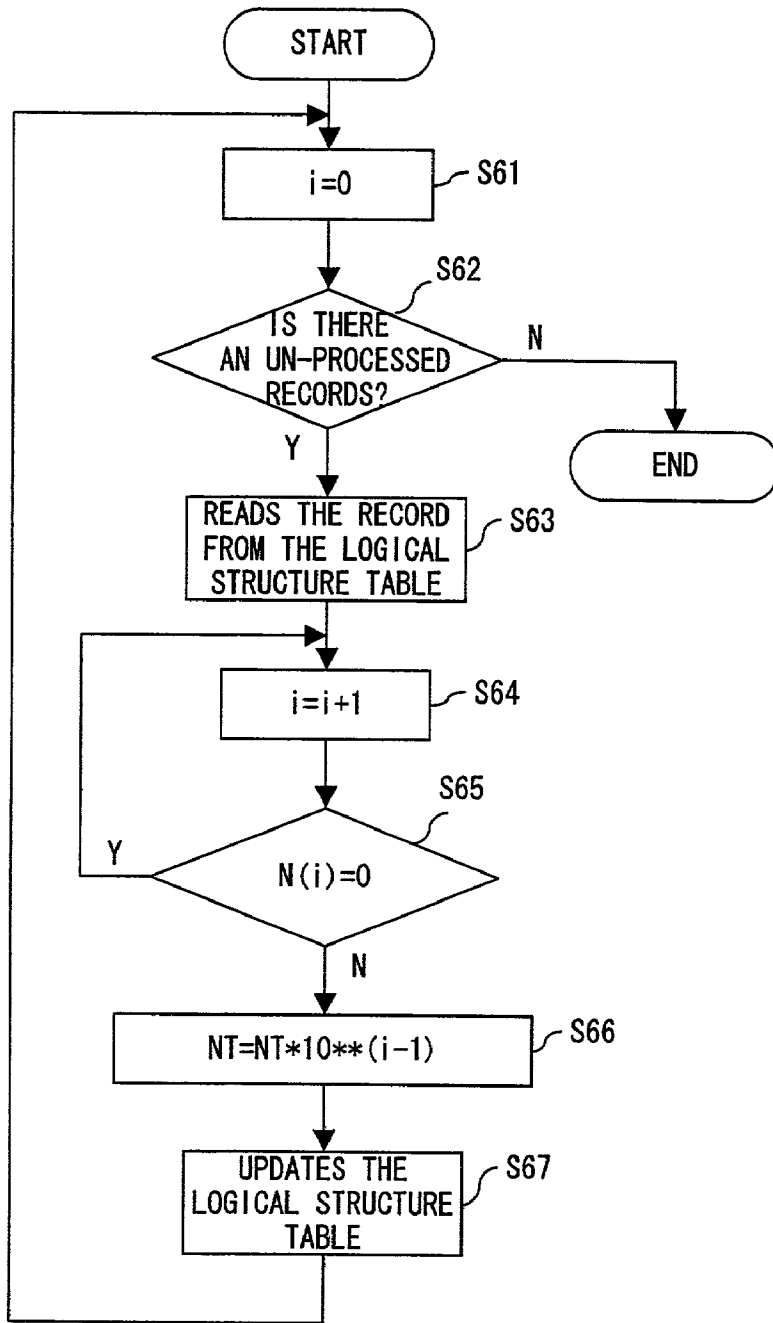 START
i=0
S61
S62
IS THERE
AN UN-PROCESSED
RECORDS?
N
Y
END
READS THE RECORD
FROM THE LOGICAL
STRUCTURE TABLE
S63
i=i+1
S64
S65
Y
N(i)=0
N
NT=NT*10**(i-1)
S66
UPDATES THE
LOGICAL STRUCTURE
TABLE
S67